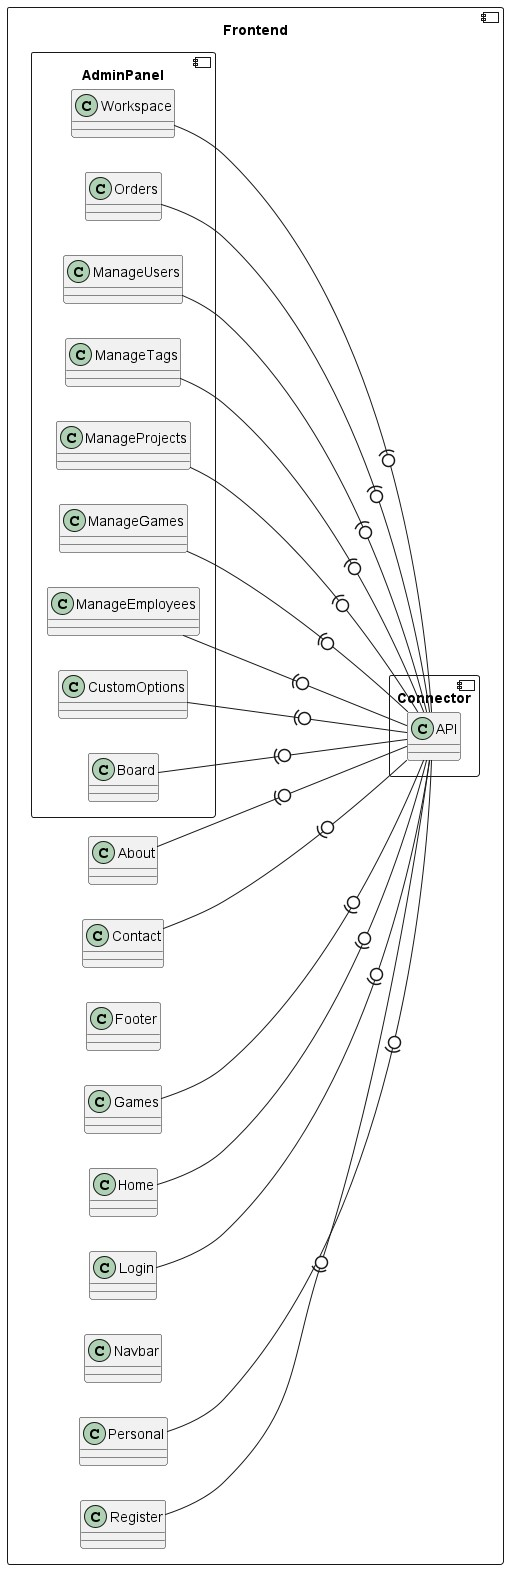 Frontend
AdminPanel
C Workspace
C Orders
C ManageUsers
C ManageTags
C ManageProjects
C ManageGames
C ManageEmployees
C CustomOptions
Connector
C API
C Board
C About
C Contact
C Footer
C Games
C Home
C Login
C Navbar
C Personal
C Register